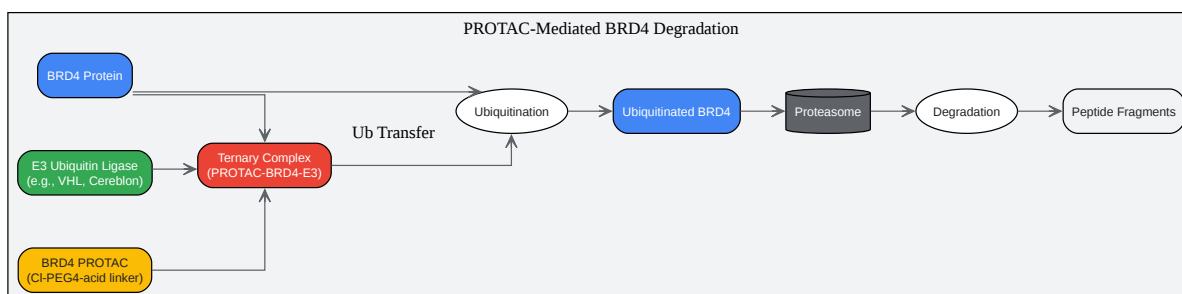 PROTAC-Mediated BRD4 Degradation
BRD4 Protein
Ubiquitination
Ubiquitinated BRD4
Proteasome
Degradation
Peptide Fragments
Ub Transfer
E3 Ubiquitin Ligase
(e.g., VHL, Cereblon)
Ternary Complex
(PROTAC-BRD4-E3)
BRD4 PROTAC
(Cl-PEG4-acid linker)